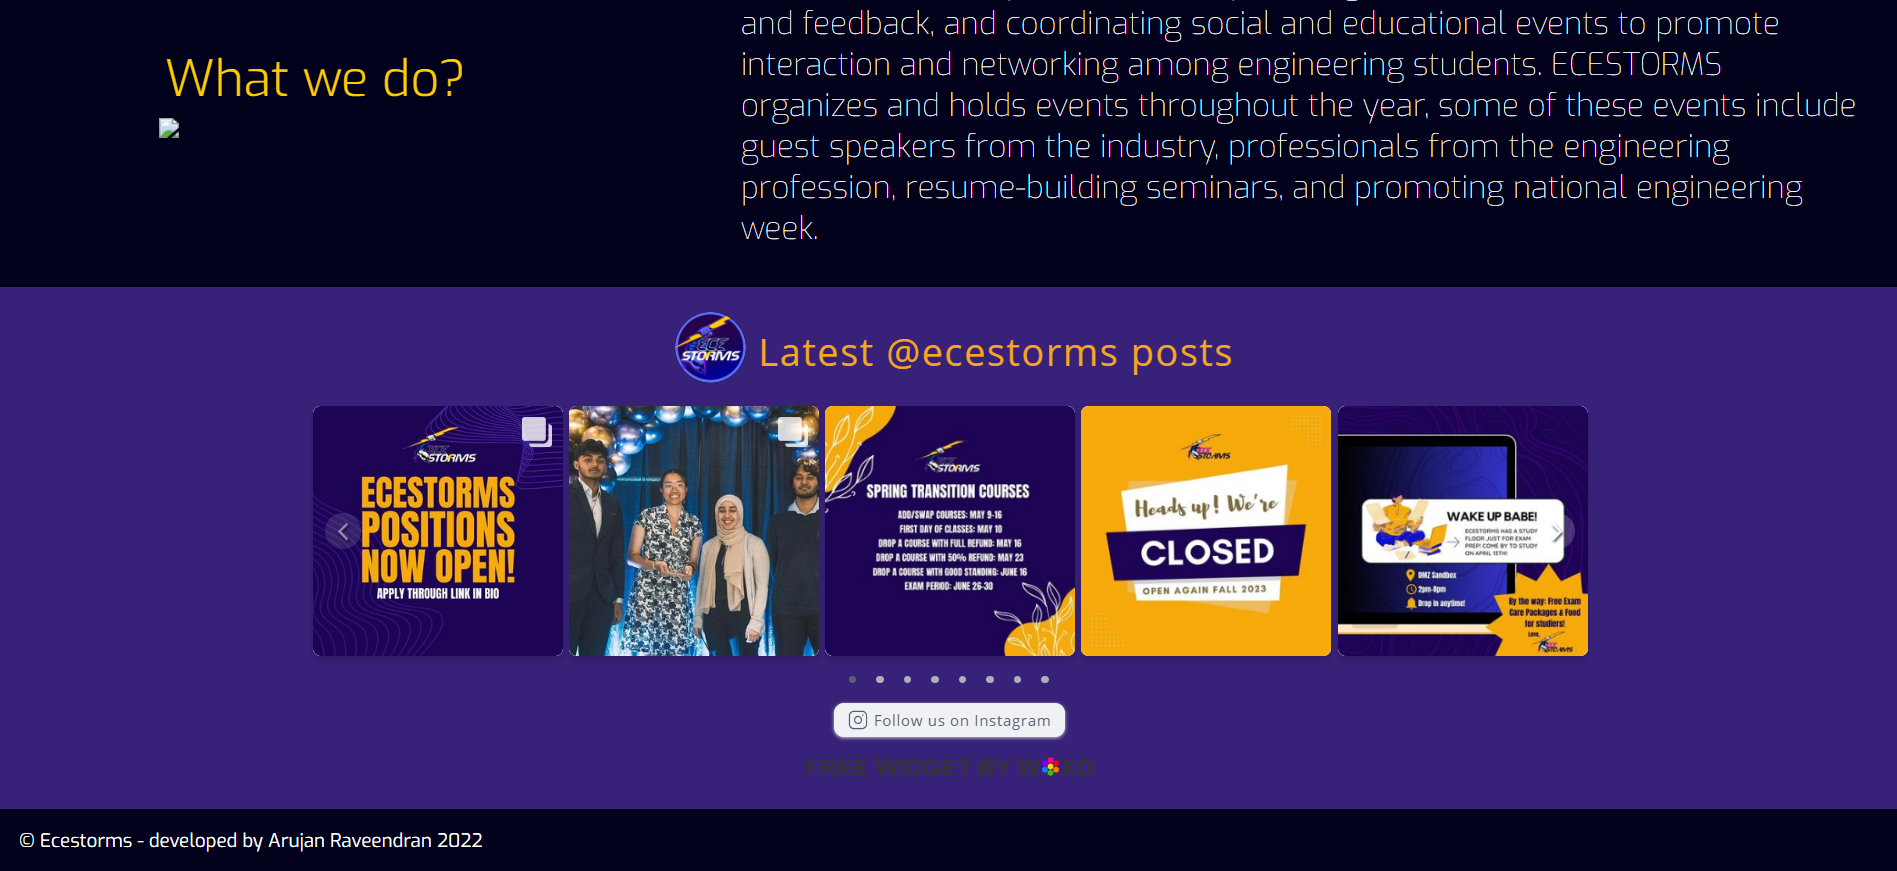 What we do?
and feedback, and coordinating social and educational events to promote
interaction and networking among engineering students. ECESTORMS
organizes and holds events throughout the year, some of these events include
guest speakers from the industry, professionals from the engineering
profession, resume-building seminars, and promoting national engineering
week.
ECE
STORMS
Latest @ecestorms posts
ECE
STORMS
ECESTORMS
POSITIONS
NOW OPEN!
APPLY THROUGH LINK IN BIO
ECE
STORMS
SPRING TRANSITION COURSES
ADD/SWAP COURSES: MAY 9-16
FIRST DAY OF CLASSES: MAY 10
DROP A COURSE WITH FULL REFUND: MAY 16
DROP A COURSE WITH 50% REFUND: MAY 23
DROP A COURSE WITH GOOD STANDING: JUNE 16
EXAM PERIOD: JUNE 26-30
ECE
STORMS
Heads up! We're
CLOSED
OPEN AGAIN FALL 2023
WAKE UP BABE!
ECESTORMS HAS A STUDY
FLOOR JUST FOR EXAM
PREP! COME BY TO STUDY
ON APRIL 13TH!
DMZ Sandbox
2pm-8pm
Drop in anytime!
By the way: Free Exam
Care Packages & Food
for studiers!
Love,
ECE
STORMS
Follow us on Instagram
FREE WIDGET BY WOXO
© Ecestorms - developed by Arujan Raveendran 2022